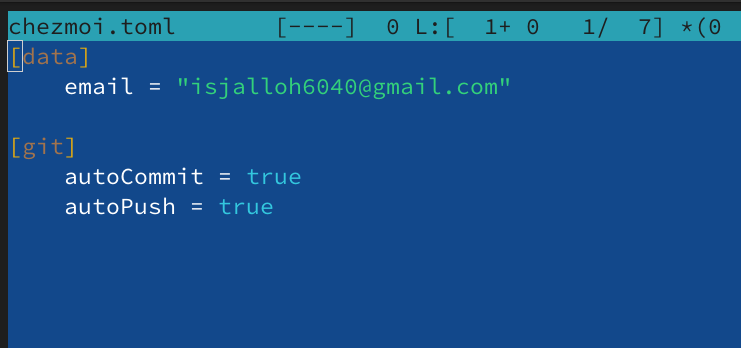 chezmoi.toml [----] 0 L:[ 1+ 0 1/ 7] *(0
[data]
email = "isjalloh6040@gmail.com"
[git]
autoCommit = true
autoPush = true